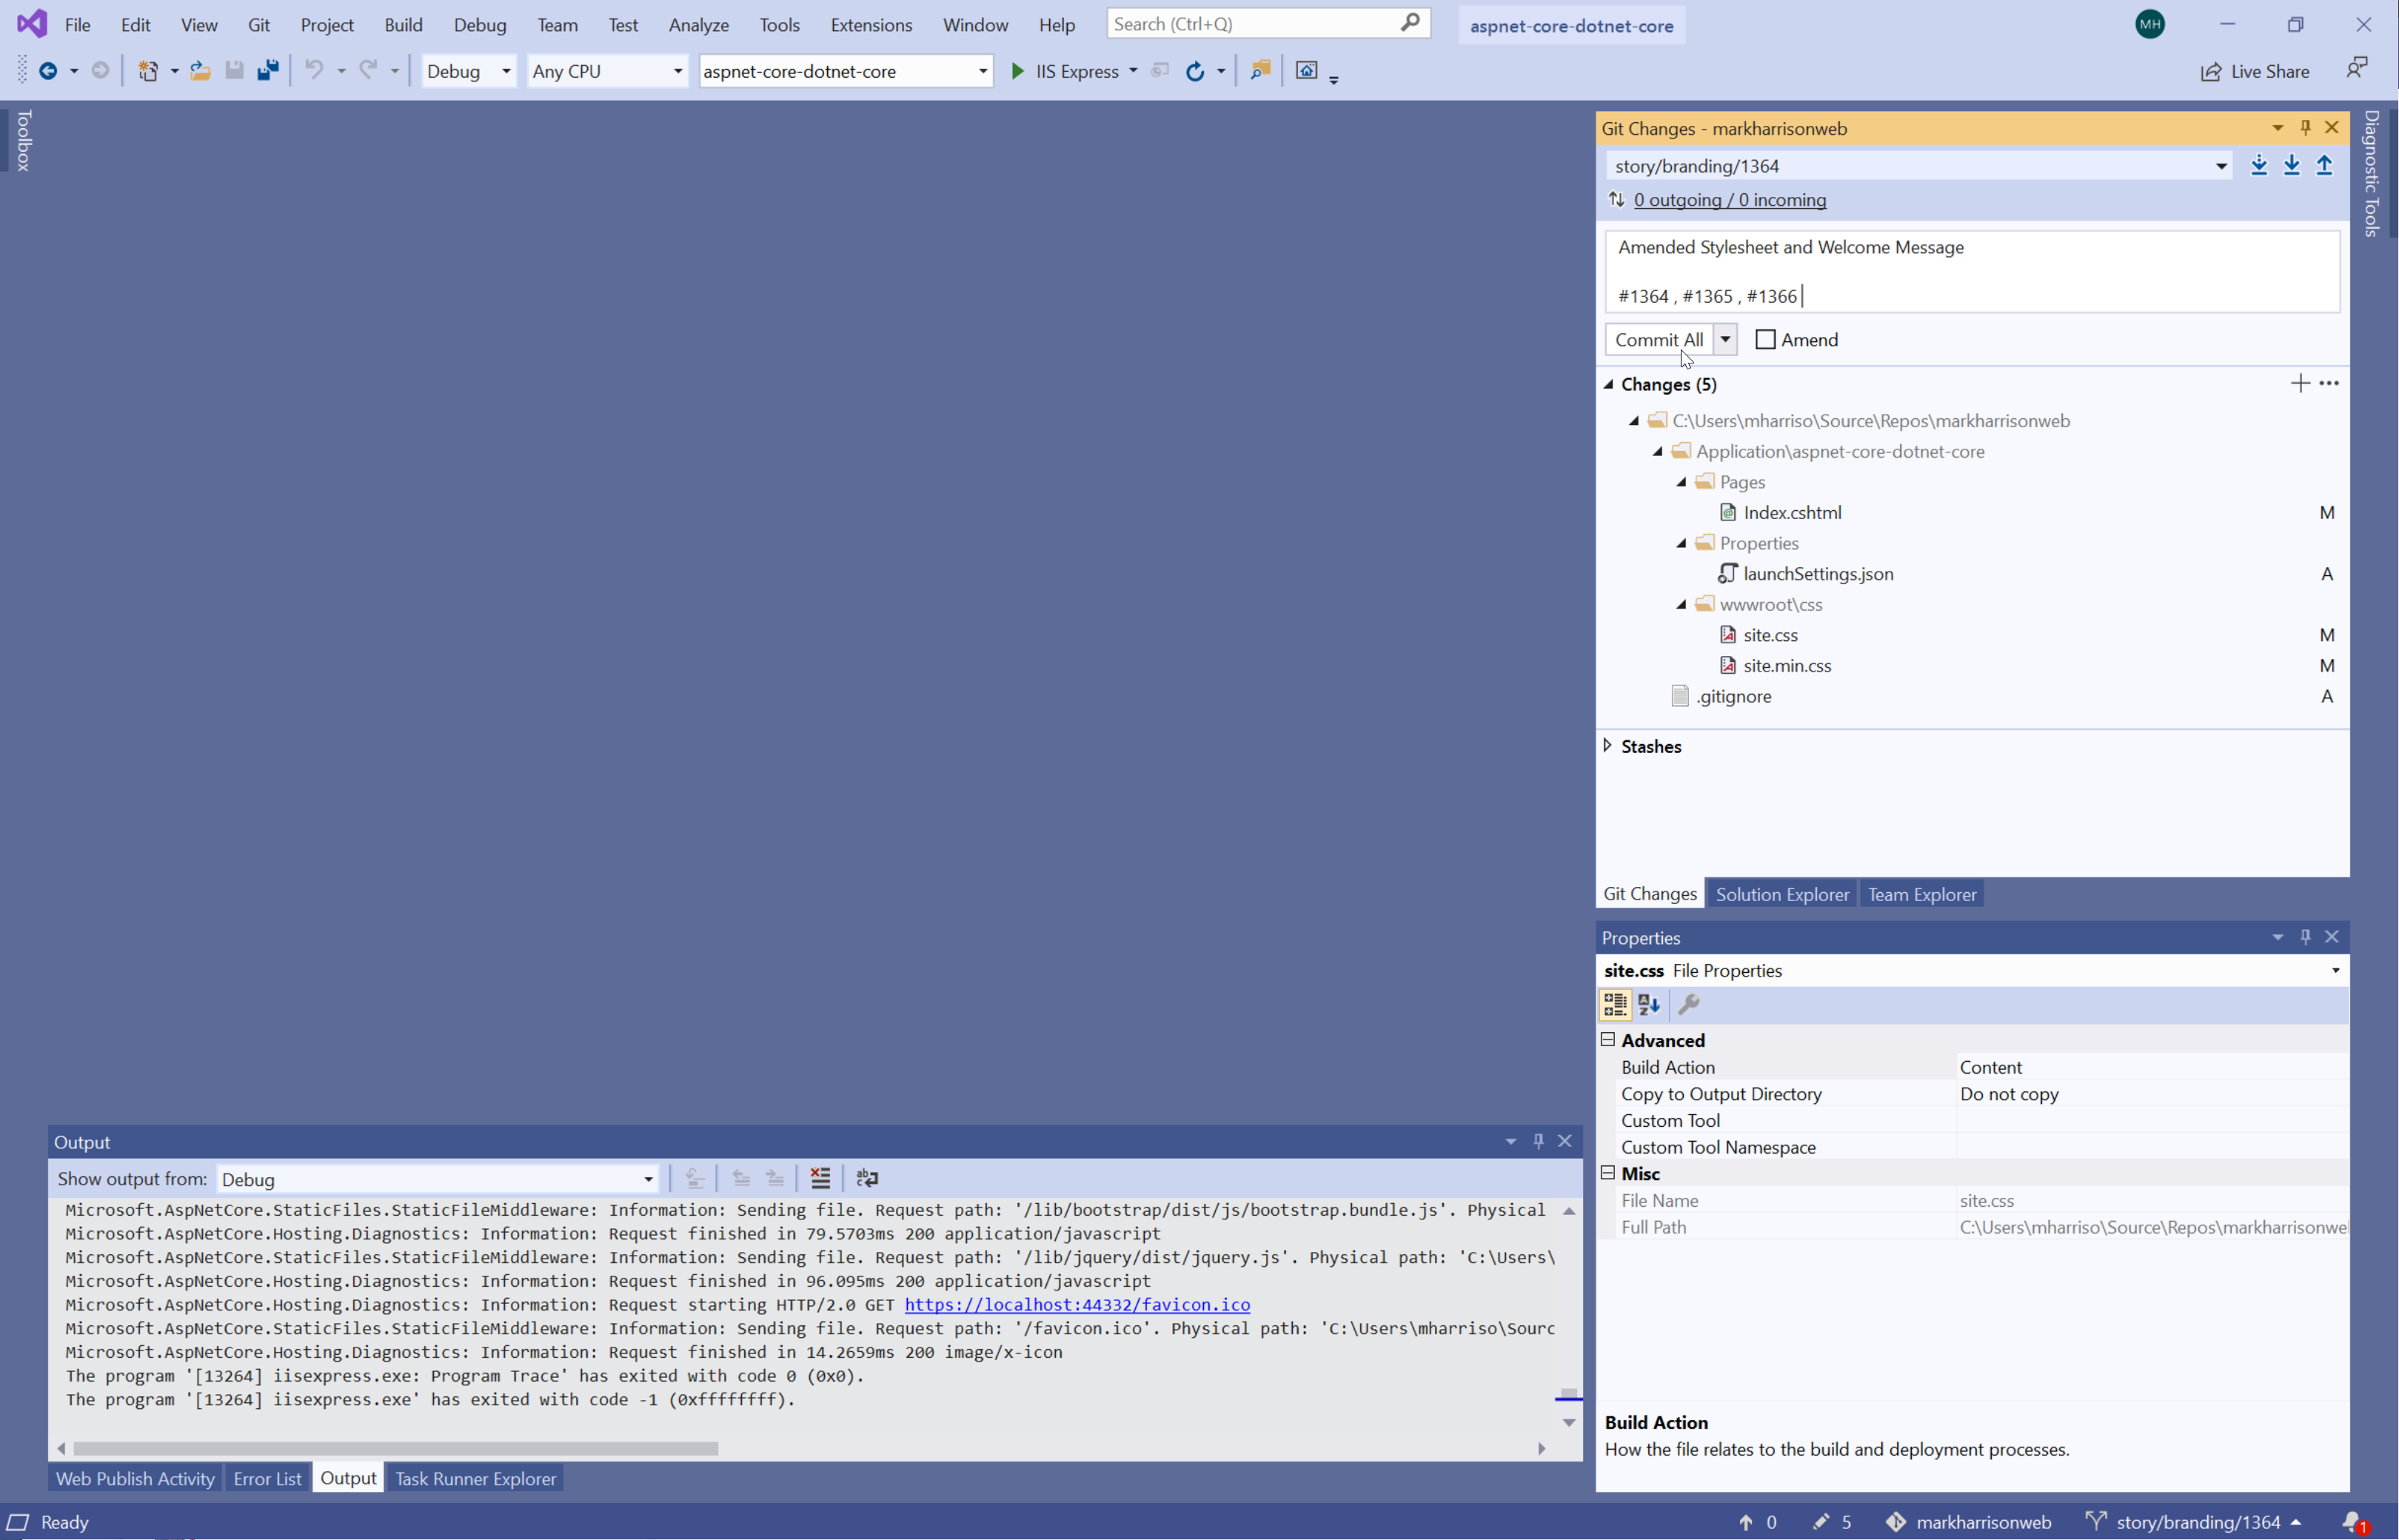 File Edit View Git Project Build Debug Team Test Analyze Tools Extensions Window Help Search (Ctrl+Q) aspnet-core-dotnet-core MH
Debug Any CPU aspnet-core-dotnet-core IIS Express Live Share
Toolbox
Diagnostic Tools
Git Changes - markharrisonweb
story/branding/1364
0 outgoing / 0 incoming
Amended Stylesheet and Welcome Message
#1364 , #1365 , #1366
Commit All Amend
Changes (5)
C:\Users\mharriso\Source\Repos\markharrisonweb
Application\aspnet-core-dotnet-core
Pages
Index.cshtml M
Properties
launchSettings.json A
wwwroot\css
site.css M
site.min.css M
.gitignore A
Stashes
Git Changes Solution Explorer Team Explorer
Properties
site.css File Properties
Advanced
Build Action Content
Copy to Output Directory Do not copy
Custom Tool
Custom Tool Namespace
Misc
File Name site.css
Full Path C:\Users\mharriso\Source\Repos\markharrisonwe
Build Action
How the file relates to the build and deployment processes.
Output
Show output from: Debug
Microsoft.AspNetCore.StaticFiles.StaticFileMiddleware: Information: Sending file. Request path: '/lib/bootstrap/dist/js/bootstrap.bundle.js'. Physical
Microsoft.AspNetCore.Hosting.Diagnostics: Information: Request finished in 79.5703ms 200 application/javascript
Microsoft.AspNetCore.StaticFiles.StaticFileMiddleware: Information: Sending file. Request path: '/lib/jquery/dist/jquery.js'. Physical path: 'C:\Users\
Microsoft.AspNetCore.Hosting.Diagnostics: Information: Request finished in 96.095ms 200 application/javascript
Microsoft.AspNetCore.Hosting.Diagnostics: Information: Request starting HTTP/2.0 GET https://localhost:44332/favicon.ico
Microsoft.AspNetCore.StaticFiles.StaticFileMiddleware: Information: Sending file. Request path: '/favicon.ico'. Physical path: 'C:\Users\mharriso\Sourc
Microsoft.AspNetCore.Hosting.Diagnostics: Information: Request finished in 14.2659ms 200 image/x-icon
The program '[13264] iisexpress.exe: Program Trace' has exited with code 0 (0x0).
The program '[13264] iisexpress.exe' has exited with code -1 (0xffffffff).
Web Publish Activity Error List Output Task Runner Explorer
Ready 0 5 markharrisonweb story/branding/1364 1